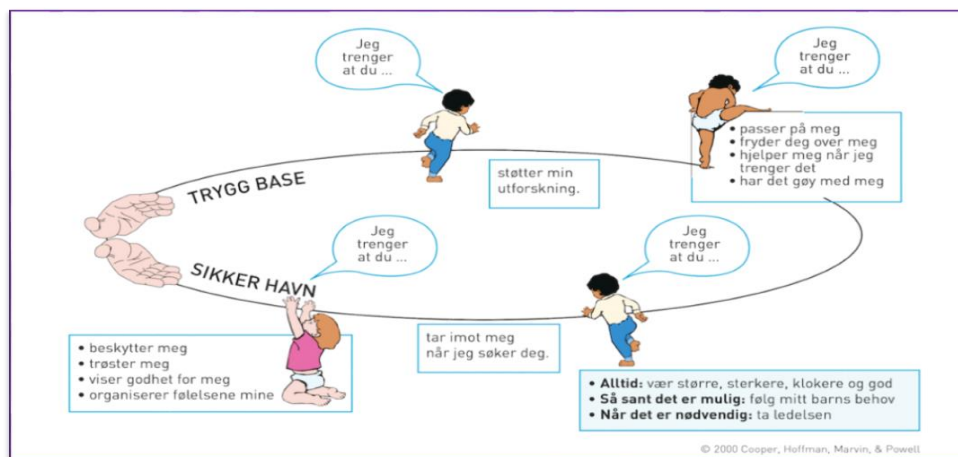 Jeg
trenger
at du ...
Jeg
trenger
at du ...
• passer på meg
• fryder deg over meg
• hjelper meg når jeg
trenger det
• har det gøy med meg
støtter min
utforskning.
TRYGG BASE
SIKKER HAVN
Jeg
trenger
at du ...
Jeg
trenger
at du ...
tar imot meg
når jeg søker deg.
• beskytter meg
• trøster meg
• viser godhet for meg
• organiserer følelsene mine
• Alltid: vær større, sterkere, klokere og god
• Så sant det er mulig: følg mitt barns behov
• Når det er nødvendig: ta ledelsen
© 2000 Cooper, Hoffman, Marvin, & Powell